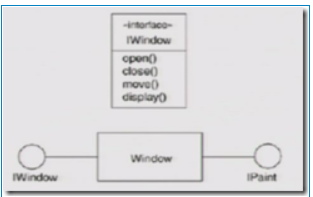 -interface-
IWindow
open()
close()
move()
display()
Window
IWindow
IPaint